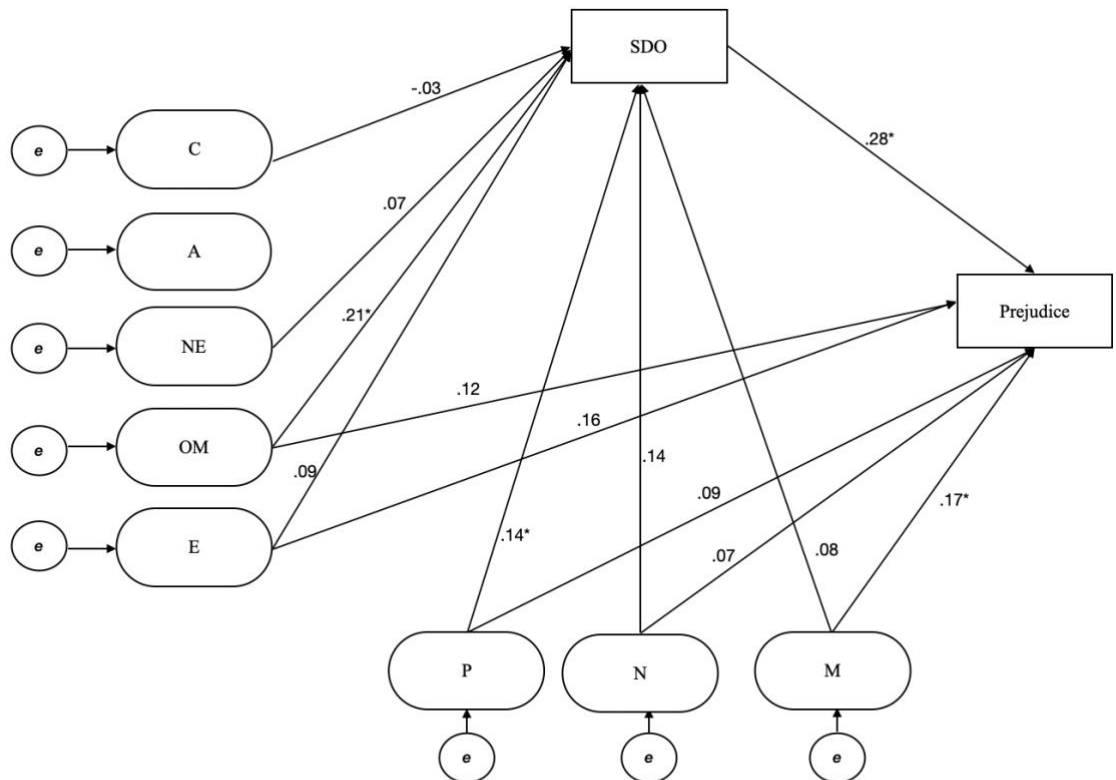 SDO
-.03
e
C
.28*
.07
e
A
Prejudice
.21*
e
NE
.12
.16
e
OM
.09
.14
.09
.17*
e
E
.14*
.07
.08
P
N
M
e
e
e